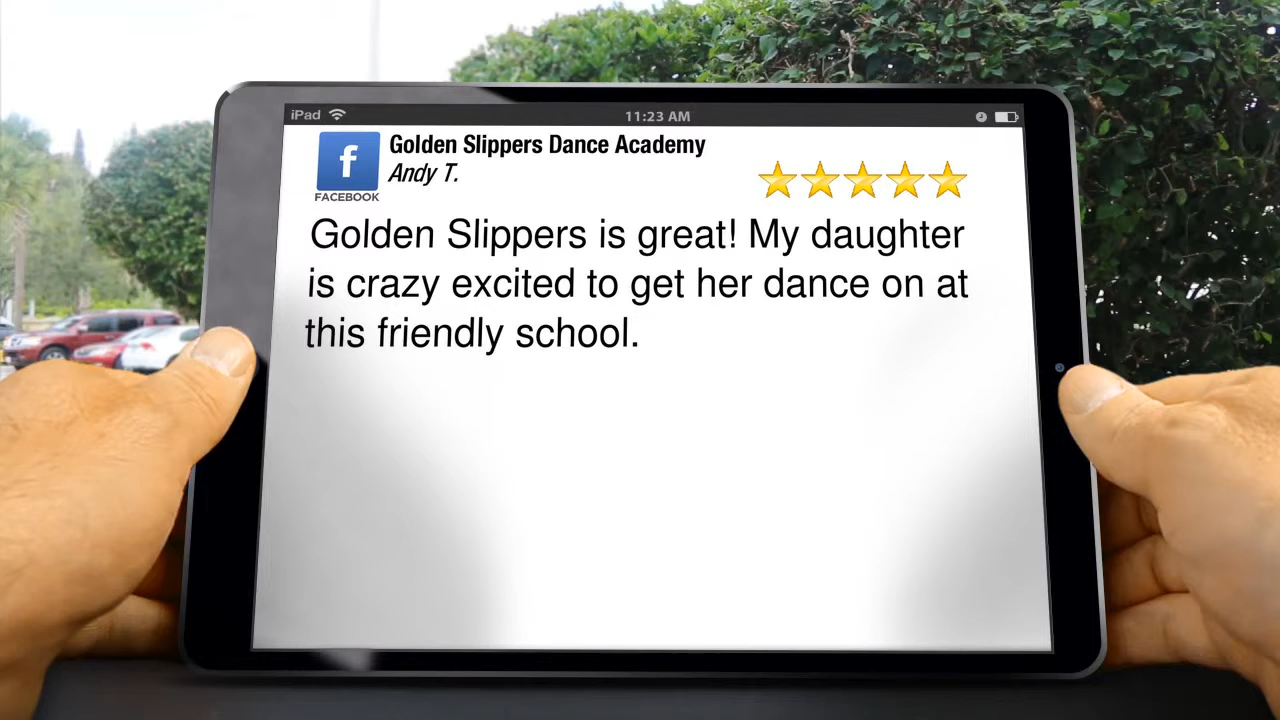 iPad 11:23 AM
f
FACEBOOK
Golden Slippers Dance Academy
Andy T.
Golden Slippers is great! My daughter
is crazy excited to get her dance on at
this friendly school.